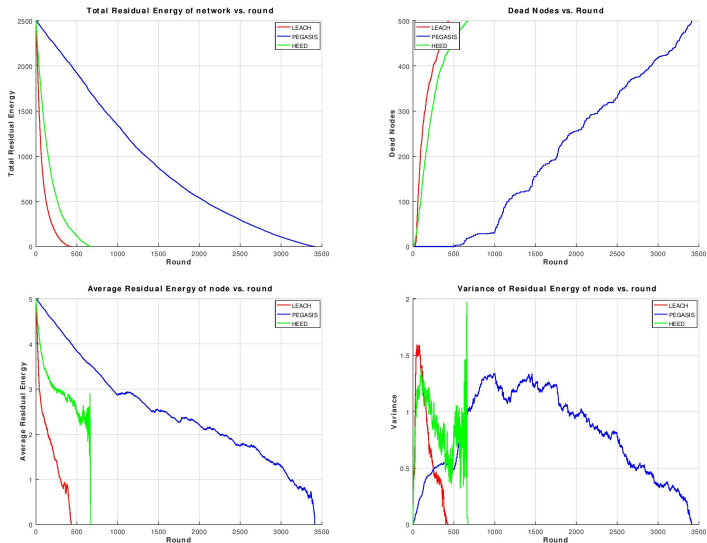 Total Residual Energy of network vs. round
Total Residual Energy
2500
2000
1500
1000
500
0
0 500 1000 1500 2000 2500 3000 3500
Round
LEACH
PEGASIS
HEED
Dead Nodes vs. Round
Dead Nodes
500
400
300
200
100
0
0 500 1000 1500 2000 2500 3000 3500
Round
LEACH
PEGASIS
HEED
Average Residual Energy of node vs. round
Average Residual Energy
5
4
3
2
1
0
0 500 1000 1500 2000 2500 3000 3500
Round
LEACH
PEGASIS
HEED
Variance of Residual Energy of node vs. round
Variance
2
1.5
1
0.5
0
0 500 1000 1500 2000 2500 3000 3500
Round
LEACH
PEGASIS
HEED